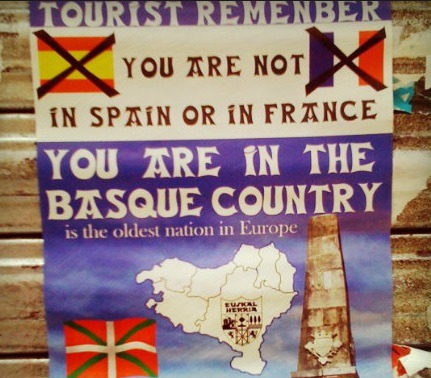 TOURIST REMEMBER
YOU ARE NOT
IN SPAIN OR IN FRANCE
YOU ARE IN THE
BASQUE COUNTRY
is the oldest nation in Europe
EUSKAL
HERRIA